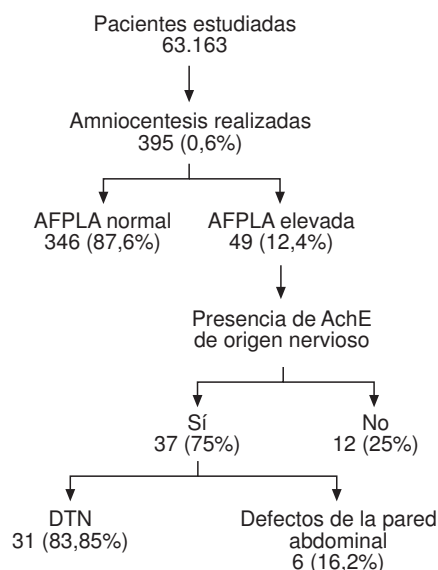 Pacientes estudiadas
63.163
Amniocentesis realizadas
395 (0,6%)
AFPLA normal
346 (87,6%)
AFPLA elevada
49 (12,4%)
Presencia de AchE
de origen nervioso
Sí
37 (75%)
No
12 (25%)
DTN
31 (83,85%)
Defectos de la pared
abdominal
6 (16,2%)